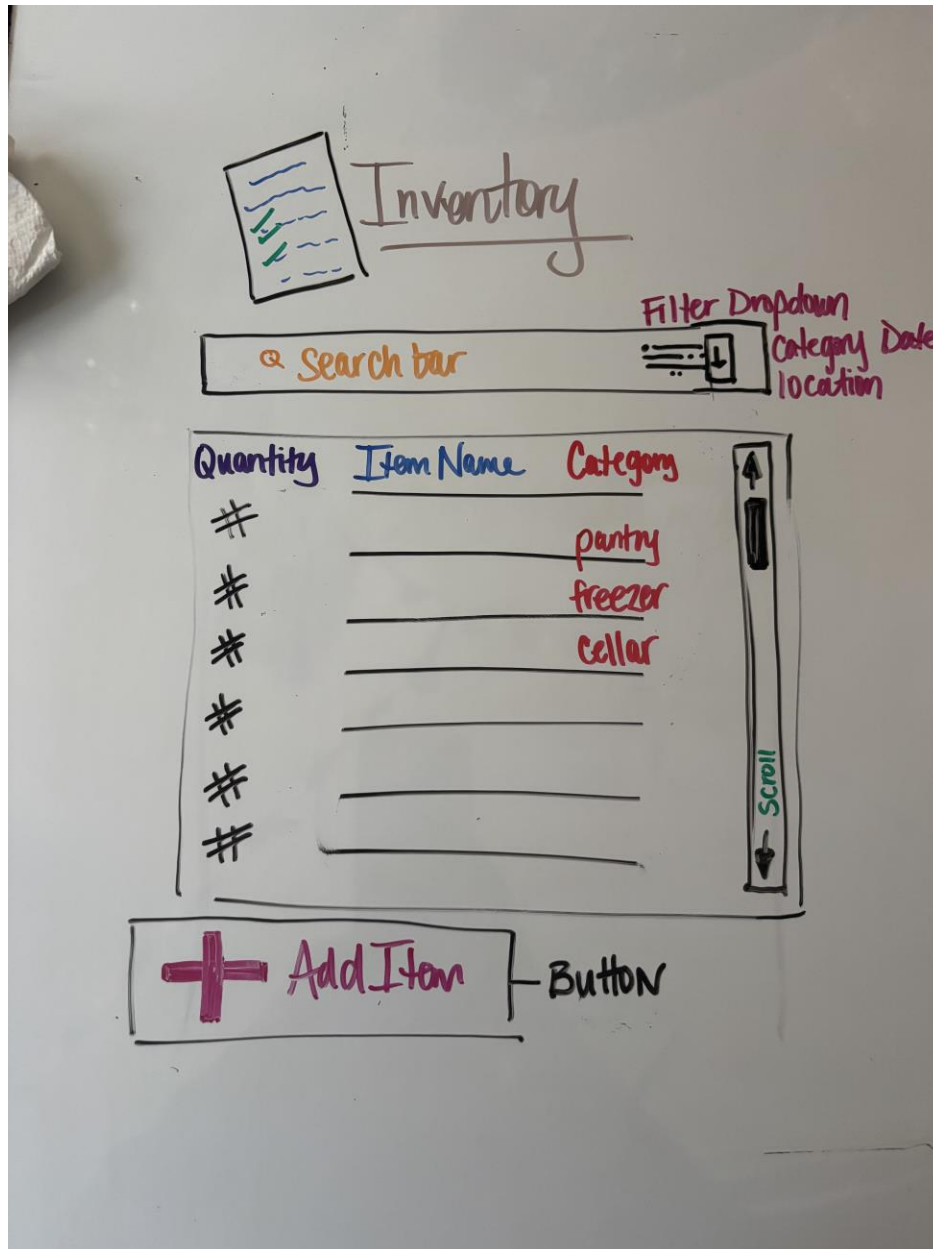 Inventory
Filter Dropdown
Category Date
location
Search bar
Quantity Item Name Category
#
# pantry
# freezer
# cellar
#
#
Scroll
+ Add Item
Button